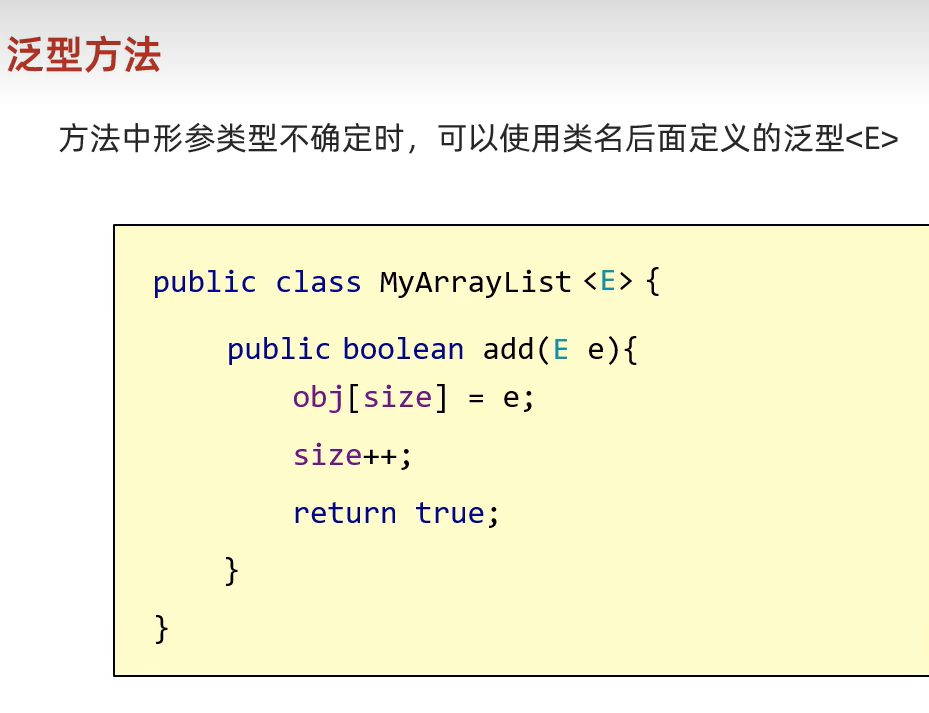 泛型方法
方法中形参类型不确定时，可以使用类名后面定义的泛型<E>
public class MyArrayList <E> {
public boolean add(E e){
obj[size] = e;
size++;
return true;
}
}